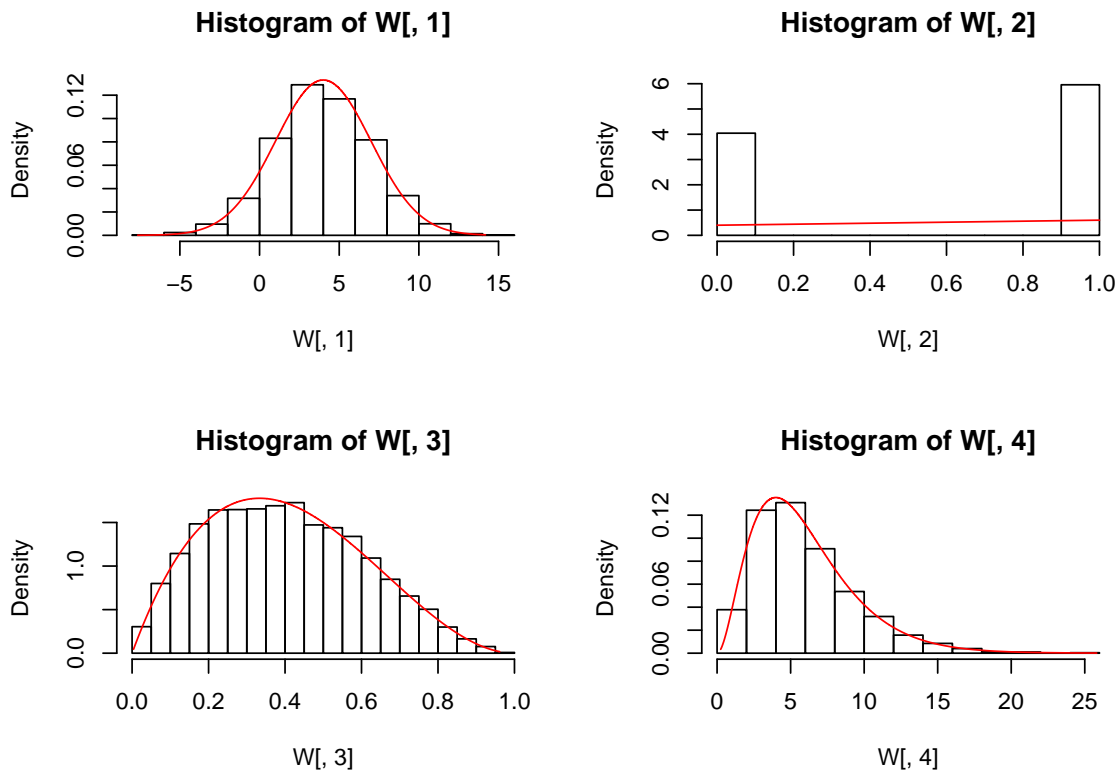 Histogram of W[, 1]
Density
0.00 0.06 0.12
−5 0 5 10 15
W[, 1]
Histogram of W[, 2]
Density
0 2 4 6
0.0 0.2 0.4 0.6 0.8 1.0
W[, 2]
Histogram of W[, 3]
Density
0.0 1.0
0.0 0.2 0.4 0.6 0.8 1.0
W[, 3]
Histogram of W[, 4]
Density
0.00 0.06 0.12
0 5 10 15 20 25
W[, 4]